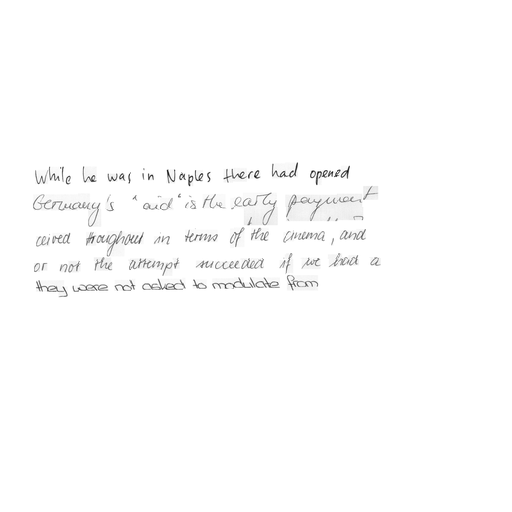 While he was in Naples there had opened
Germany's "aid" is the early payment
ceived throughout in terms of the cinema, and
or not the attempt succeeded if we had a
they were not asked to modulate from